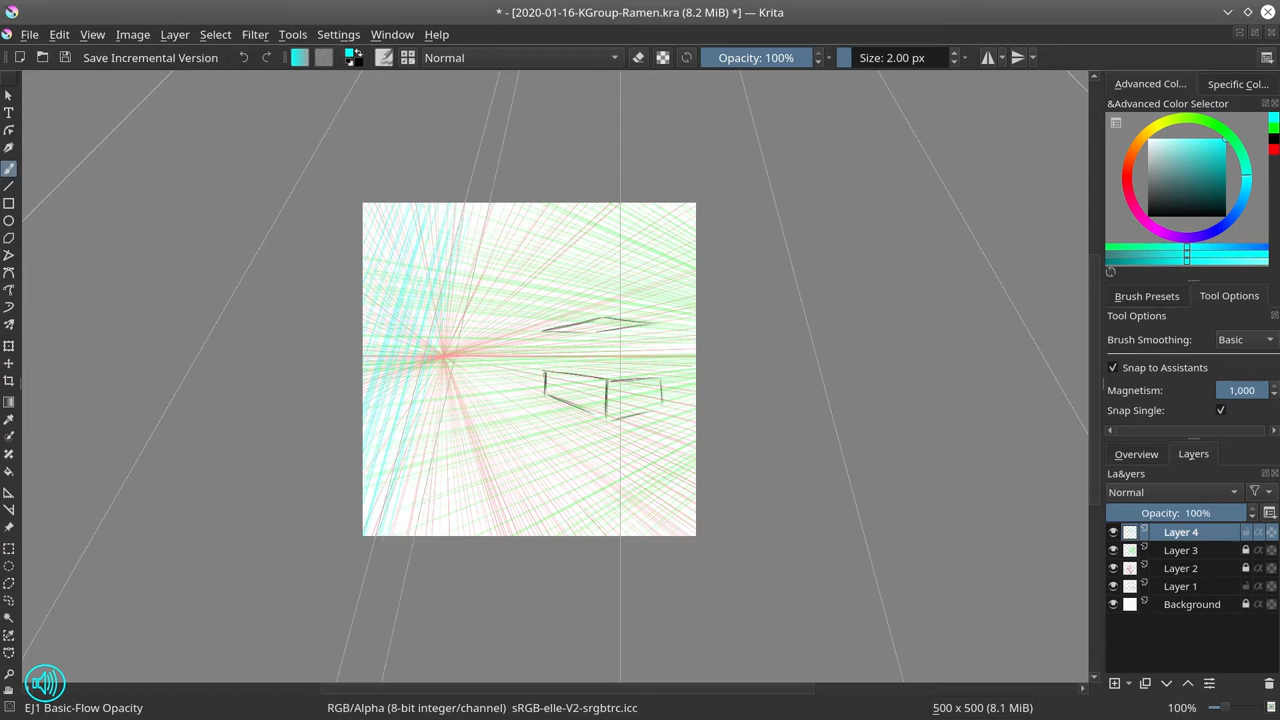 * - [2020-01-16-KGroup-Ramen.kra (8.2 MiB) *] — Krita
File Edit View Image Layer Select Filter Tools Settings Window Help
Save Incremental Version Normal Opacity: 100% Size: 2.00 px
Advanced Col... Specific Col...
&Advanced Color Selector
Brush Presets Tool Options
Tool Options
Brush Smoothing: Basic
Snap to Assistants
Magnetism: 1,000
Snap Single:
Overview Layers
La&yers
Normal
Opacity: 100%
Layer 4
Layer 3
Layer 2
Layer 1
Background
EJ1 Basic-Flow Opacity RGB/Alpha (8-bit integer/channel) sRGB-elle-V2-srgbtrc.icc 500 x 500 (8.1 MiB) 100%